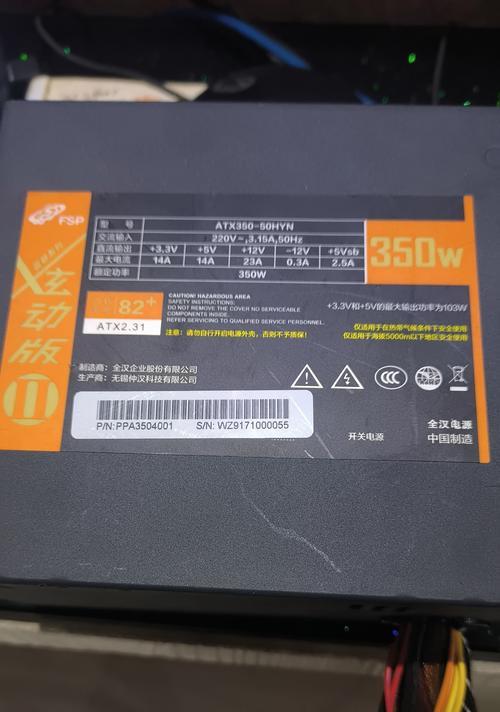 FSP
炫动版
II
型 号 ATX350-50HYN
交流输入 220V~,3.15A,50Hz
直流输出 +3.3V +5V +12V -12V +5Vsb
最大电流 14A 14A 23A 0.3A 2.5A
额定功率 350W
350W
82+
ATX2.31
CAUTION! HAZARDOUS AREA
SAFETY INSTRUCTIONS:
DO NOT REMOVE THE COVER NO SERVICEABLE
COMPONENTS INSIDE.
REFER SERVICING TO QUALIFIED SERVICE PERSONNEL.
注意:请勿自行开启电源外壳,否则不予质保!
+3.3V和+5V的最大输出功率为103W
仅适用于在热带气候条件下安全使用
仅适用于海拔5000m以下地区安全使用
制造商:全汉企业股份有限公司
生产商:无锡仲汉科技有限公司
CCC
P/N:PPA3504001 S/N: WZ9171000055
开关电源
全汉电源
中国制造